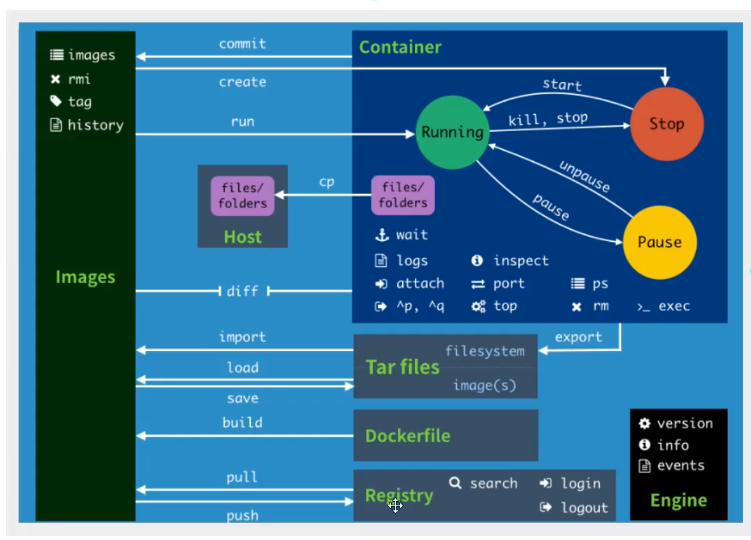 images
rmi
tag
history
Images
commit
create
run
Container
Running
start
kill, stop
Stop
unpause
pause
Pause
files/
folders
Host
cp
files/
folders
wait
logs
inspect
attach
port
ps
^p, ^q
top
rm
>_ exec
diff
import
export
load
save
Tar files
filesystem
image(s)
build
Dockerfile
pull
push
Registry
search
login
logout
version
info
events
Engine